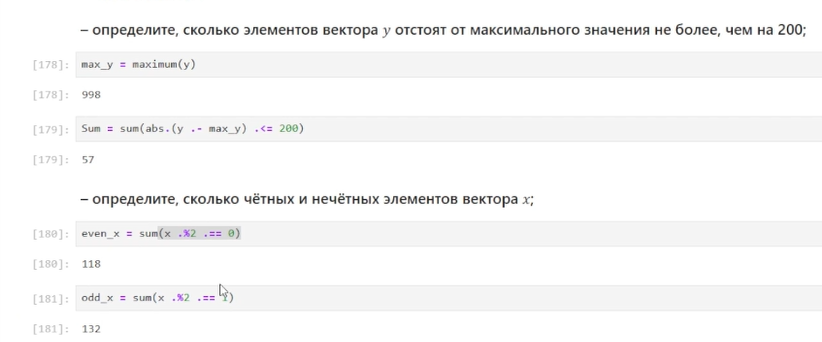 – определите, сколько элементов вектора y отстоят от максимального значения не более, чем на 200;
[178]: max_y = maximum(y)
[178]: 998
[179]: Sum = sum(abs.(y .- max_y) .<= 200)
[179]: 57
– определите, сколько чётных и нечётных элементов вектора x;
[180]: even_x = sum(x .%2 .== 0)
[180]: 118
[181]: odd_x = sum(x .%2 .== 1)
[181]: 132